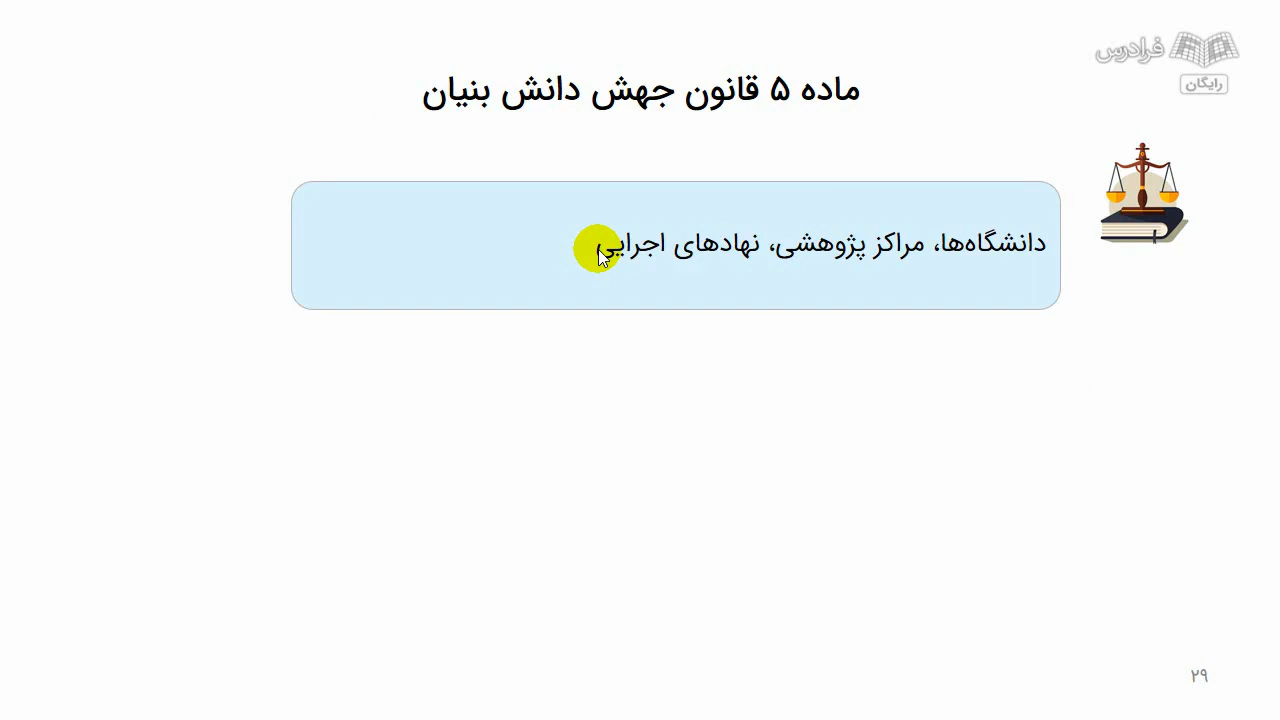 فرادرس
رایگان
ماده ۵ قانون جهش دانش بنیان
دانشگاه‌ها، مراکز پژوهشی، نهادهای اجرایی
۲۹